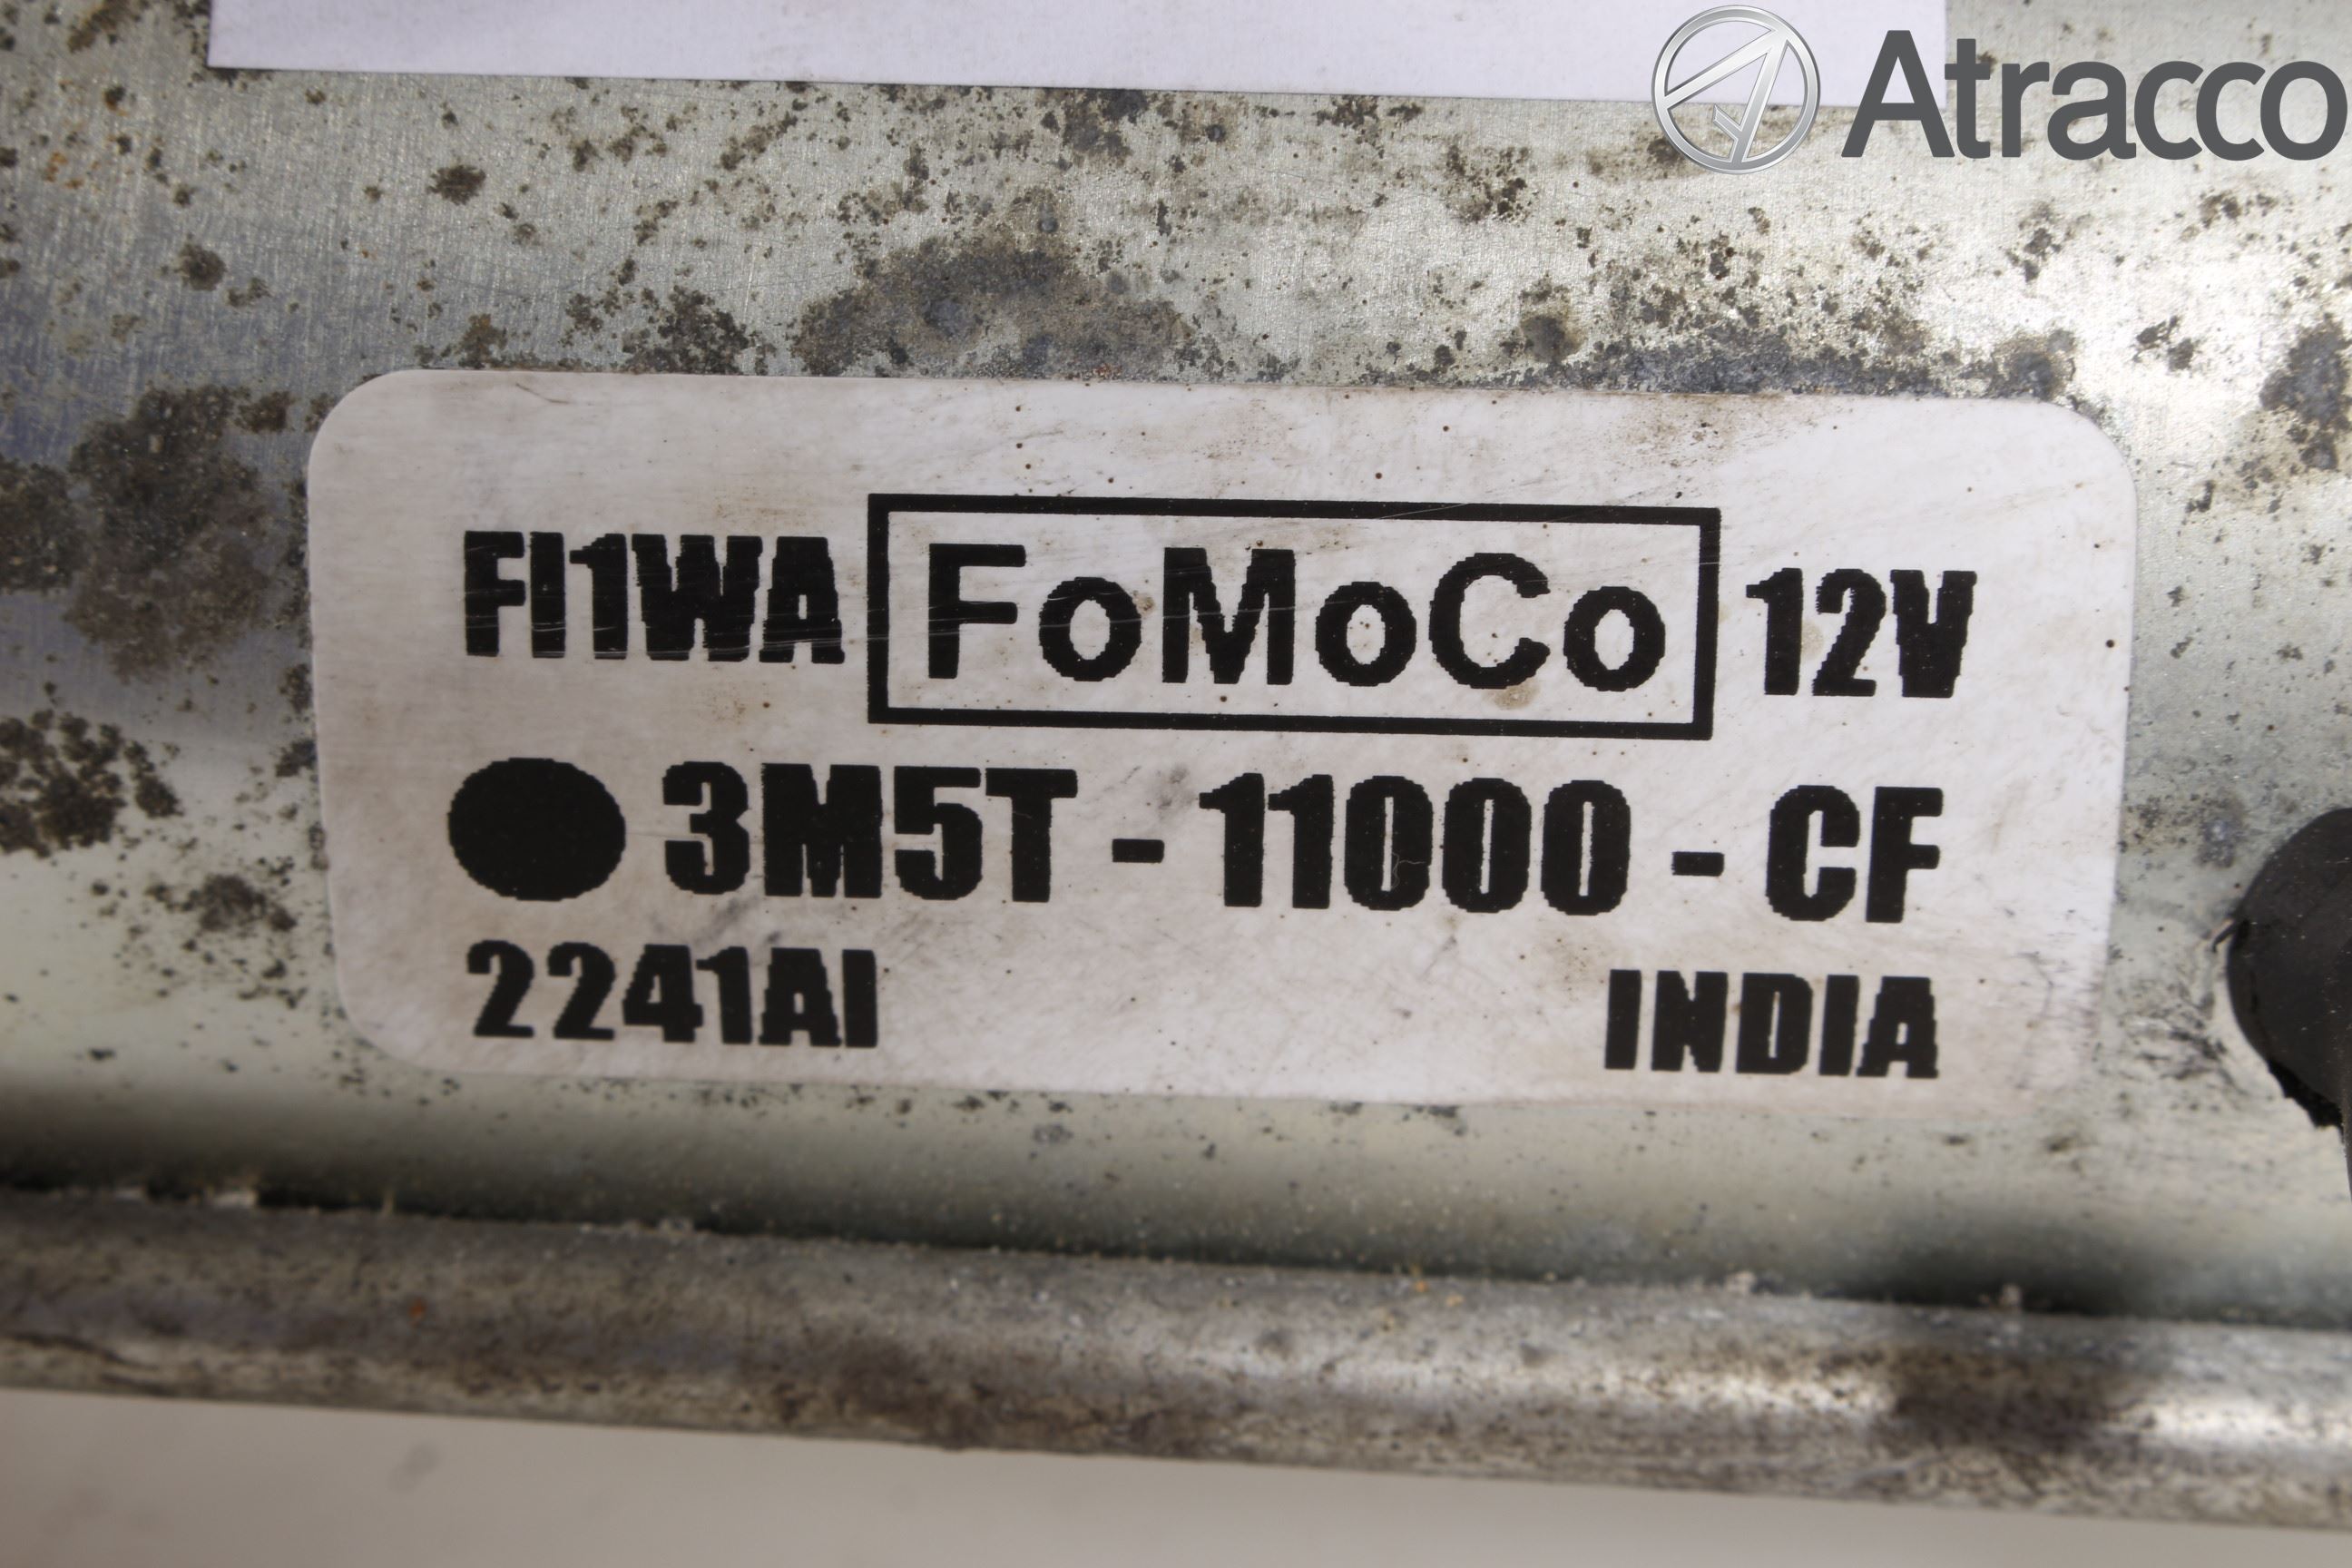 Atracco
FI1WA FoMoCo 12V
3M5T - 11000 - CF
2241AI INDIA